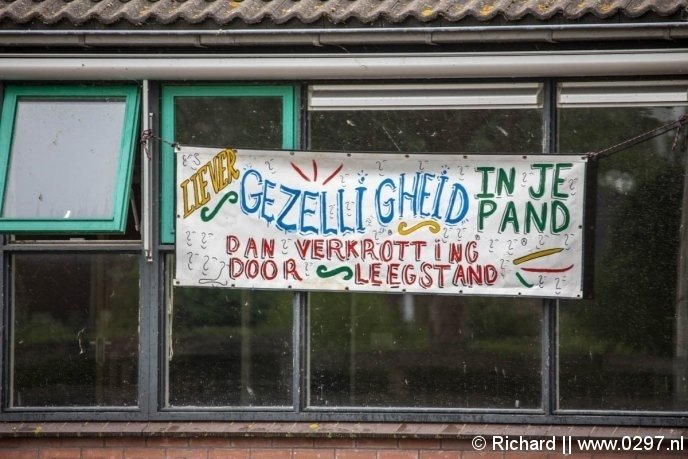 LIEVER GEZELLIGHEID IN JE
PAND
DAN VERKROTTING
DOOR LEEGSTAND
© Richard || www.0297.nl